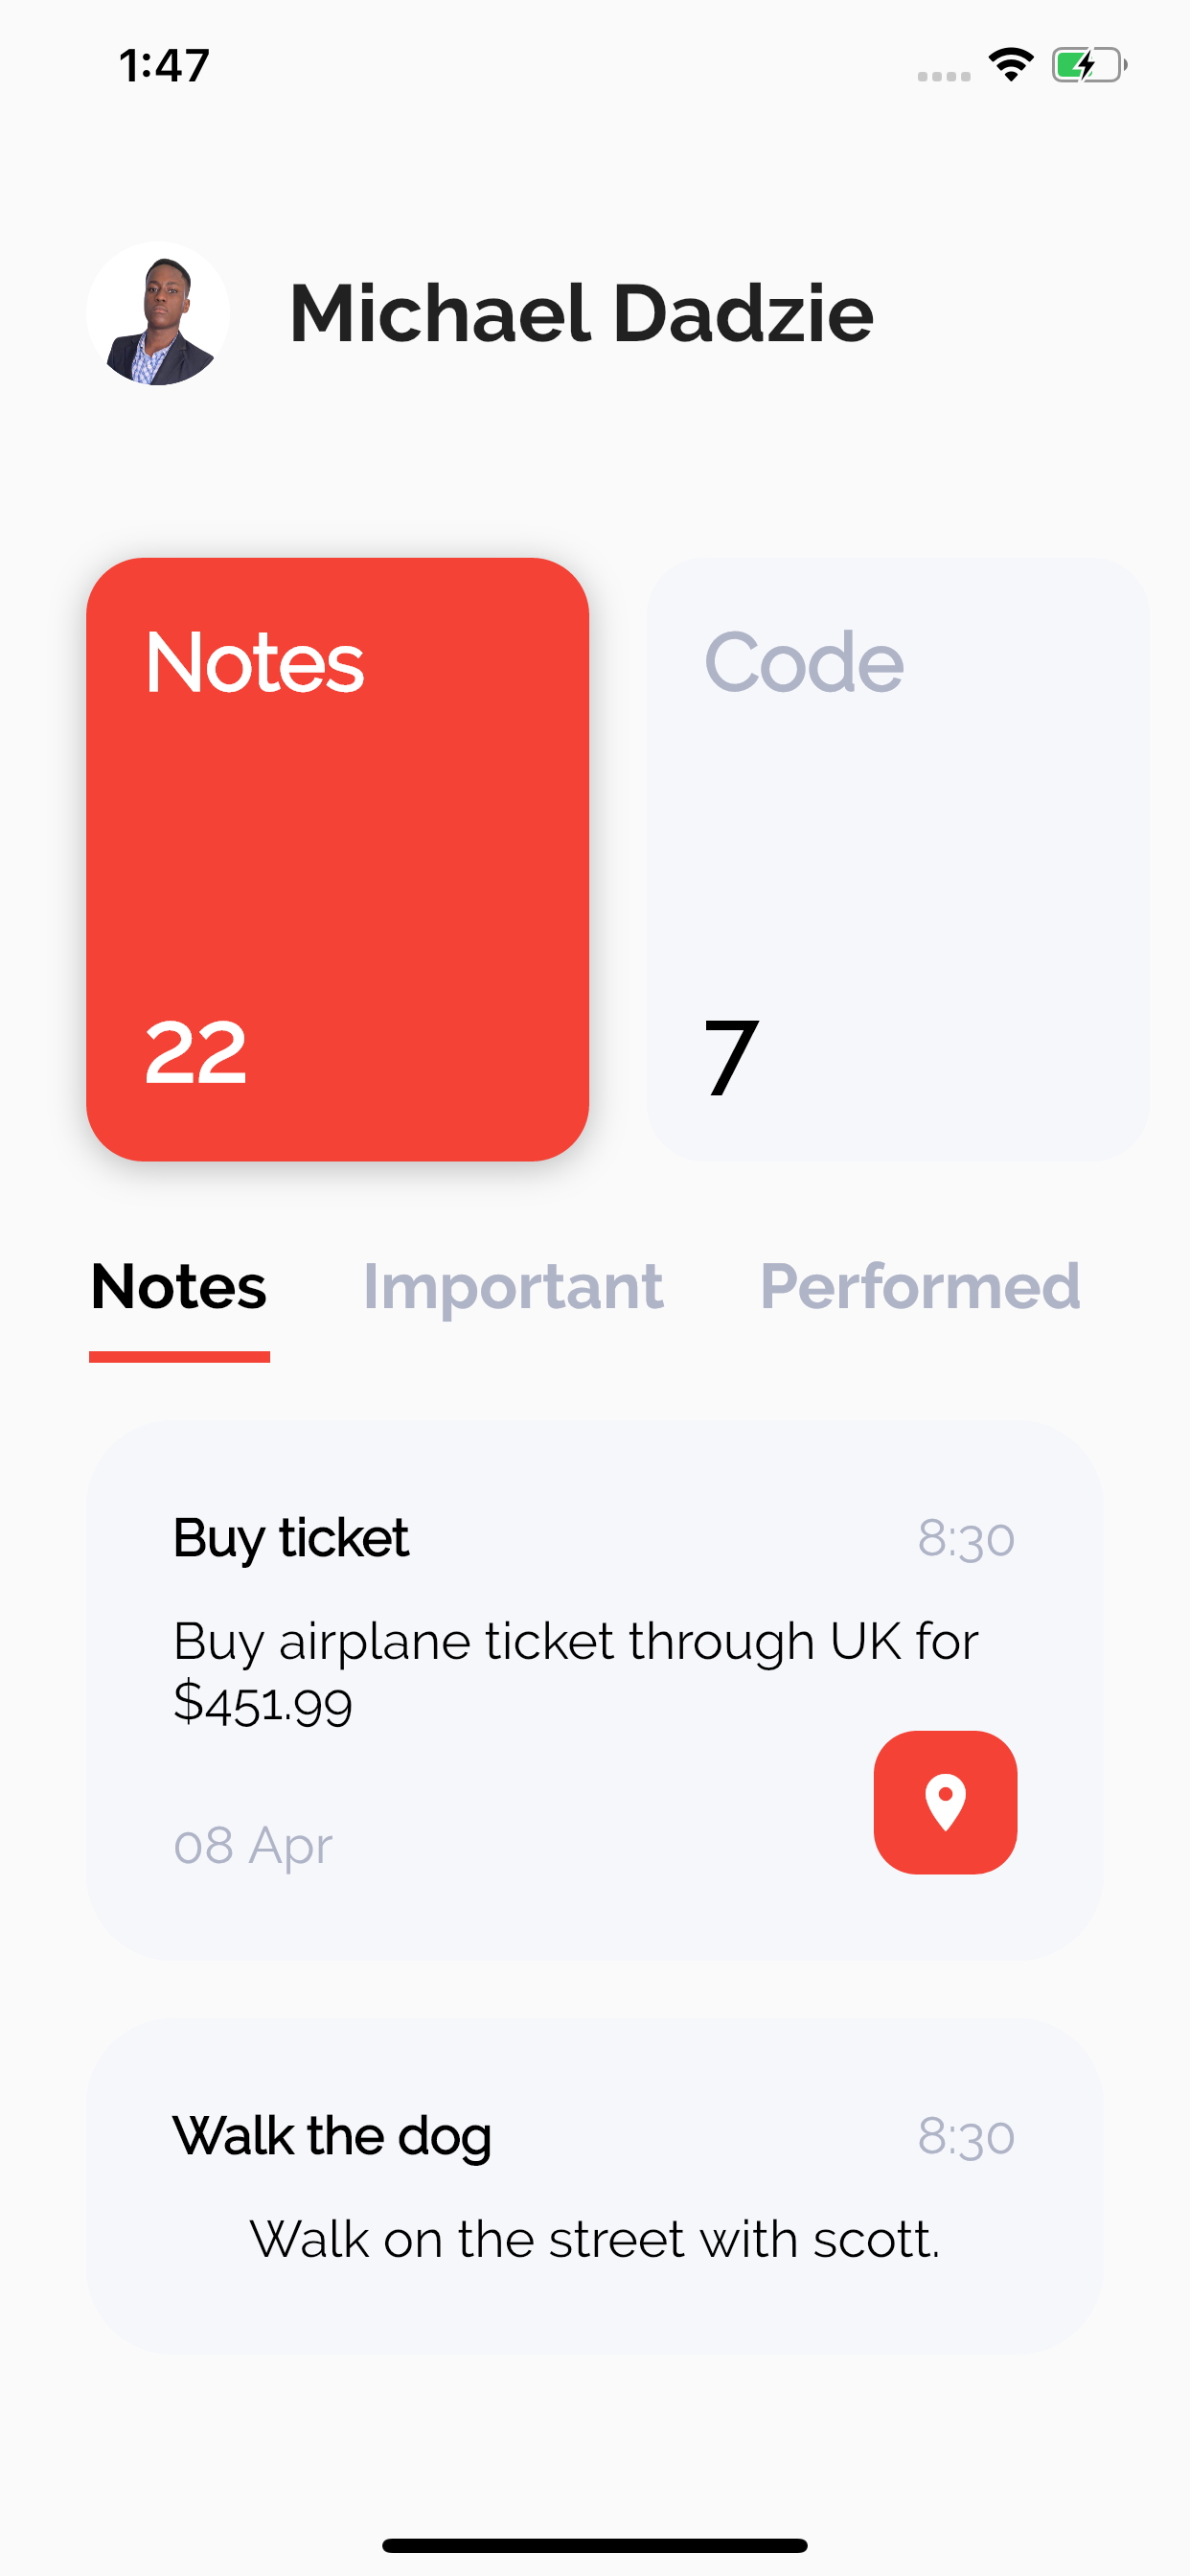 1:47
Michael Dadzie
Notes
Code
22
7
Notes
Important
Performed
Buy ticket
8:30
Buy airplane ticket through UK for
$451.99
08 Apr
Walk the dog
8:30
Walk on the street with scott.